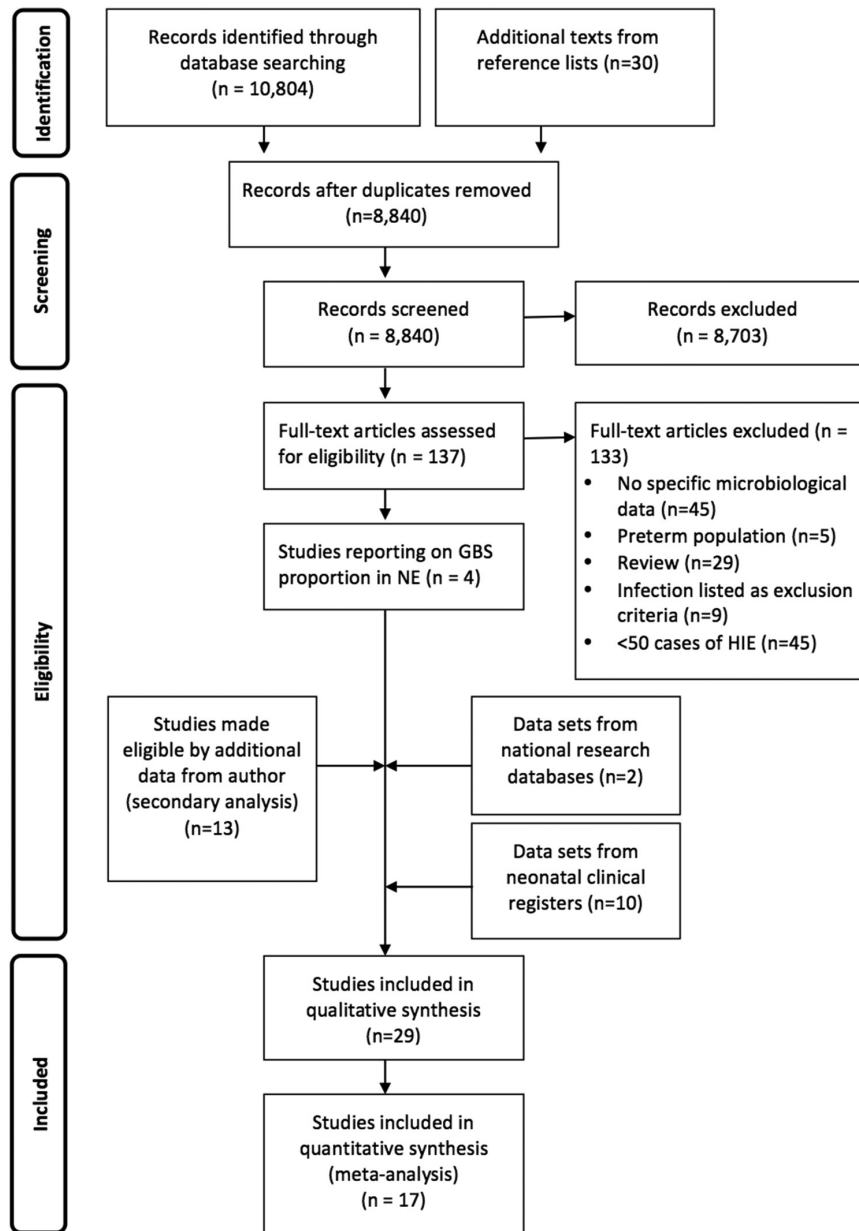 Identification
Records identified through
database searching
(n = 10,804)
Additional texts from
reference lists (n=30)
Screening
Records after duplicates removed
(n=8,840)
Records screened
(n = 8,840)
Records excluded
(n = 8,703)
Eligibility
Full-text articles assessed
for eligibility (n = 137)
Full-text articles excluded (n =
133)
• No specific microbiological
data (n=45)
• Preterm population (n=5)
• Review (n=29)
• Infection listed as exclusion
criteria (n=9)
• <50 cases of HIE (n=45)
Studies reporting on GBS
proportion in NE (n = 4)
Studies made
eligible by additional
data from author
(secondary analysis)
(n=13)
Data sets from
national research
databases (n=2)
Data sets from
neonatal clinical
registers (n=10)
Included
Studies included in
qualitative synthesis
(n=29)
Studies included in
quantitative synthesis
(meta-analysis)
(n = 17)